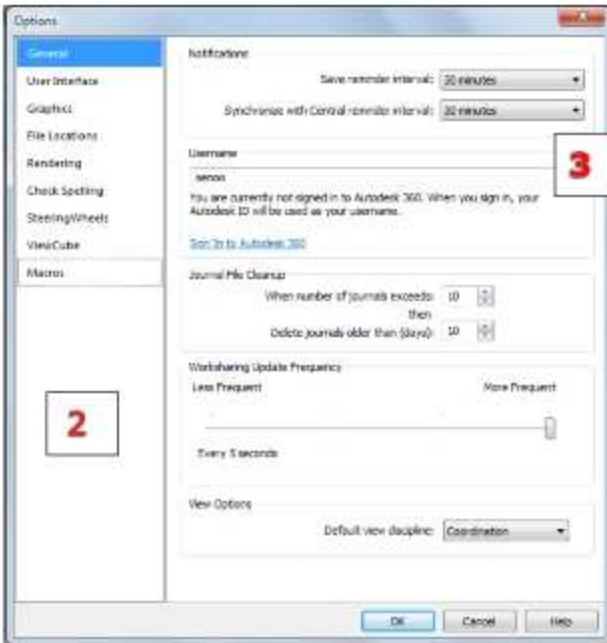 Options
General
User Interface
Graphics
File Locations
Rendering
Check Spelling
SteeringWheels
ViewCube
Macros
2
Notifications
Save reminder interval: 30 minutes
Synchronize with Central reminder interval: 30 minutes
3
Username
You are currently not signed in to Autodesk 360. When you sign in, your
Autodesk ID will be used as your username.
Sign In to Autodesk 360
Journal File Cleanup
When number of journals exceeds: 10
then
Delete journals older than (days): 10
Worksharing Update Frequency
Less Frequent More Frequent
Every 5 seconds
View Options
Default view discipline: Coordination
OK Cancel Help